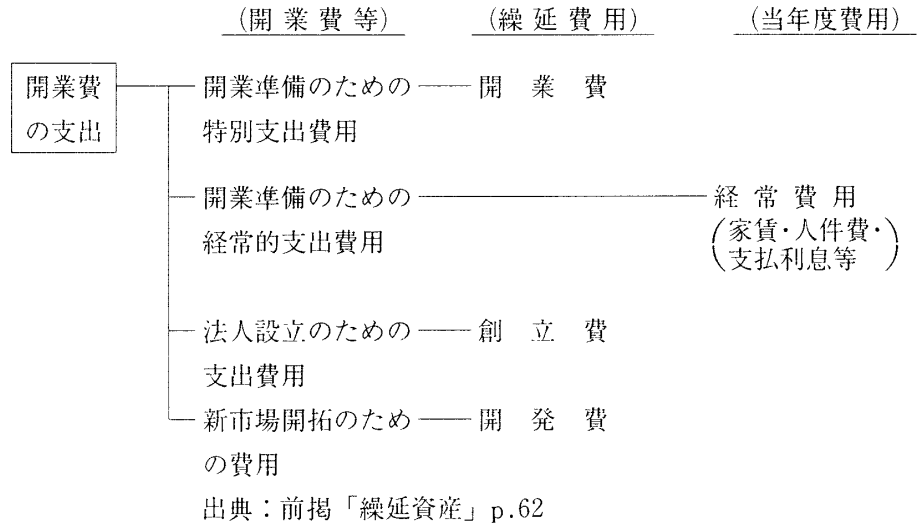 (開業費等) (繰延費用) (当年度費用)
開業費 開業準備のための 開業費
の支出 特別支出費用
開業準備のための 経常費用
経常的支出費用 (家賃・人件費・
支払利息等)
法人設立のための 創立費
支出費用
新市場開拓のため 開発費
の費用
出典：前掲「繰延資産」p.62